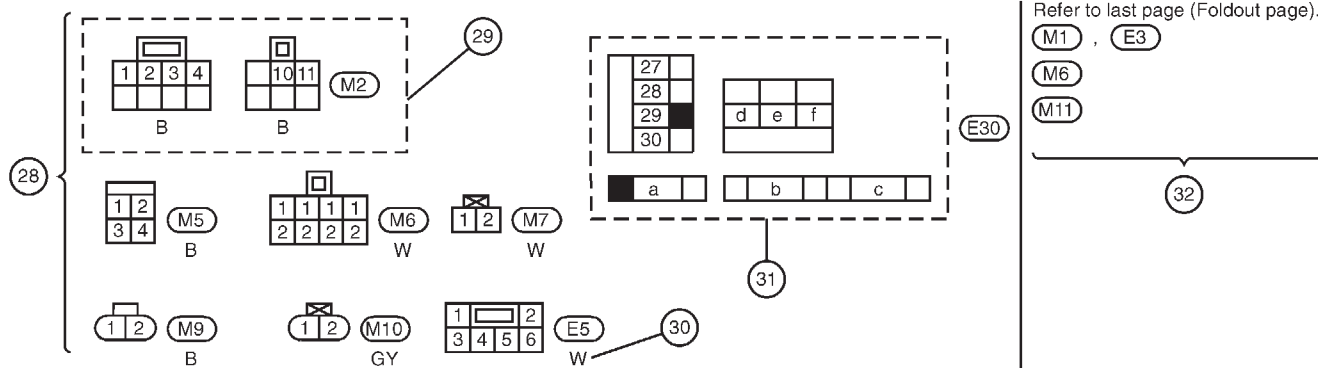 Refer to last page (Foldout page).
M1 , E3
M6
M11
32
28
29
1 2 3 4
B
10 11
B
M2
27
28
29
30
d e f
a
b c
E30
31
1 2
3 4
M5
B
1 1 1 1
2 2 2 2
M6
W
1 2
M7
W
1 2
M9
B
1 2
M10
GY
1 2
3 4 5 6
E5
W
30